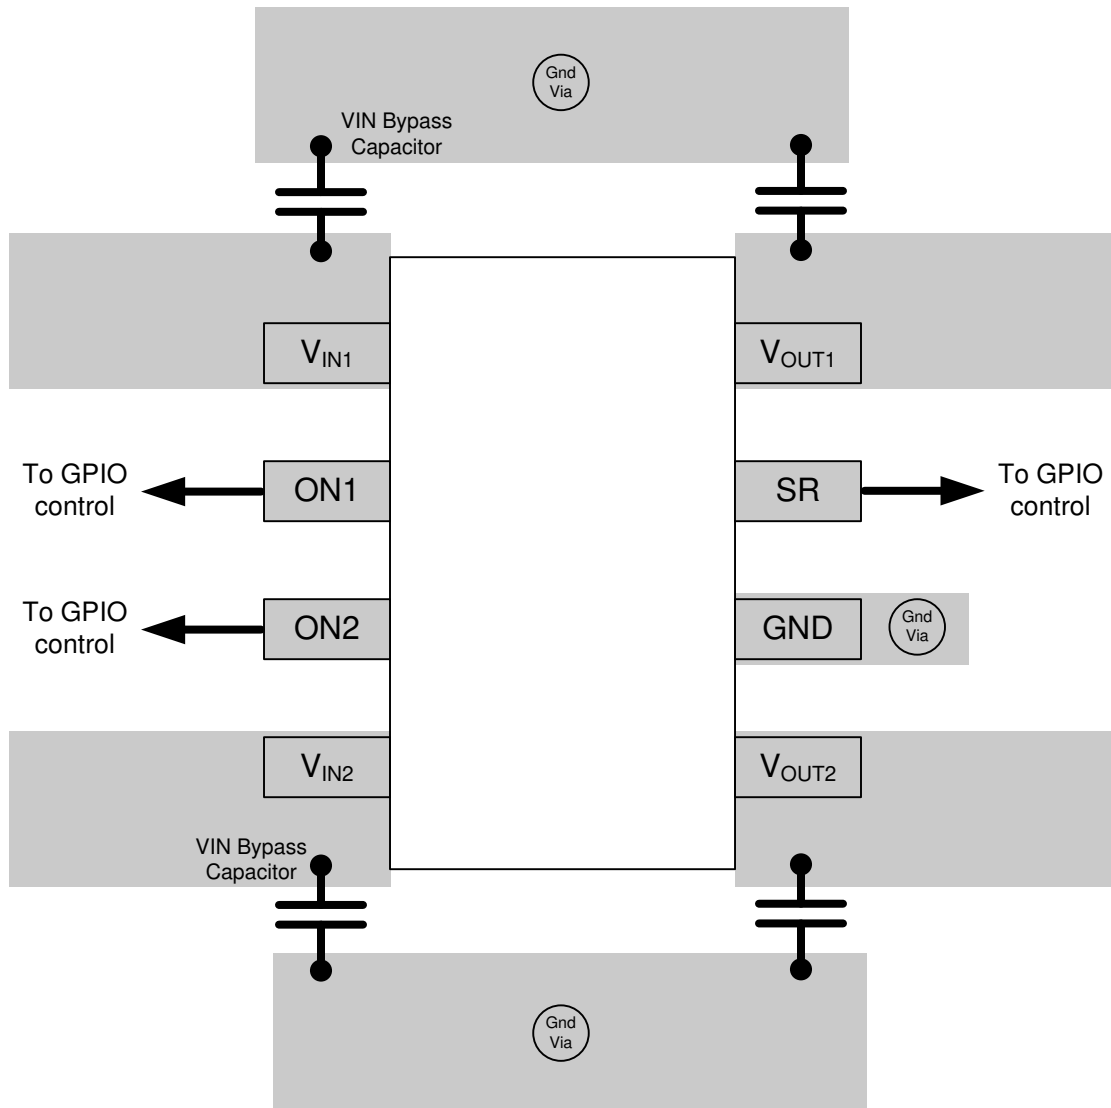 Gnd
Via
VIN Bypass
Capacitor
VIN1
VOUT1
To GPIO
control
ON1
SR
To GPIO
control
To GPIO
control
ON2
GND
Gnd
Via
VIN2
VOUT2
VIN Bypass
Capacitor
Gnd
Via